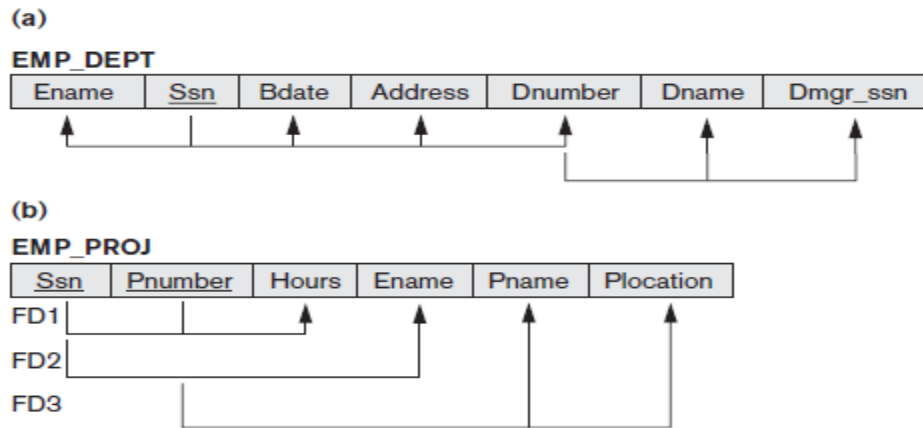 (a)
EMP_DEPT
Ename Ssn Bdate Address Dnumber Dname Dmgr_ssn
(b)
EMP_PROJ
Ssn Pnumber Hours Ename Pname Plocation
FD1
FD2
FD3